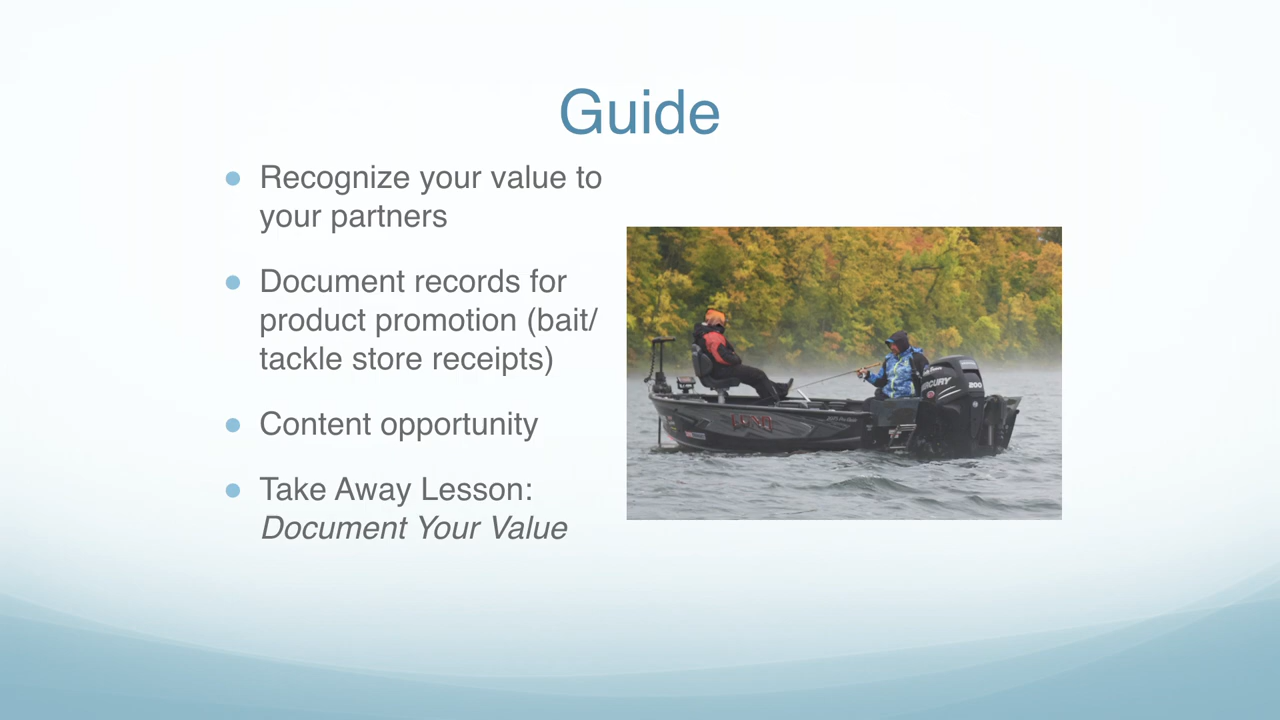 Guide
Recognize your value to
your partners
Document records for
product promotion (bait/
tackle store receipts)
Content opportunity
Take Away Lesson:
Document Your Value
LUND
MERCURY
200